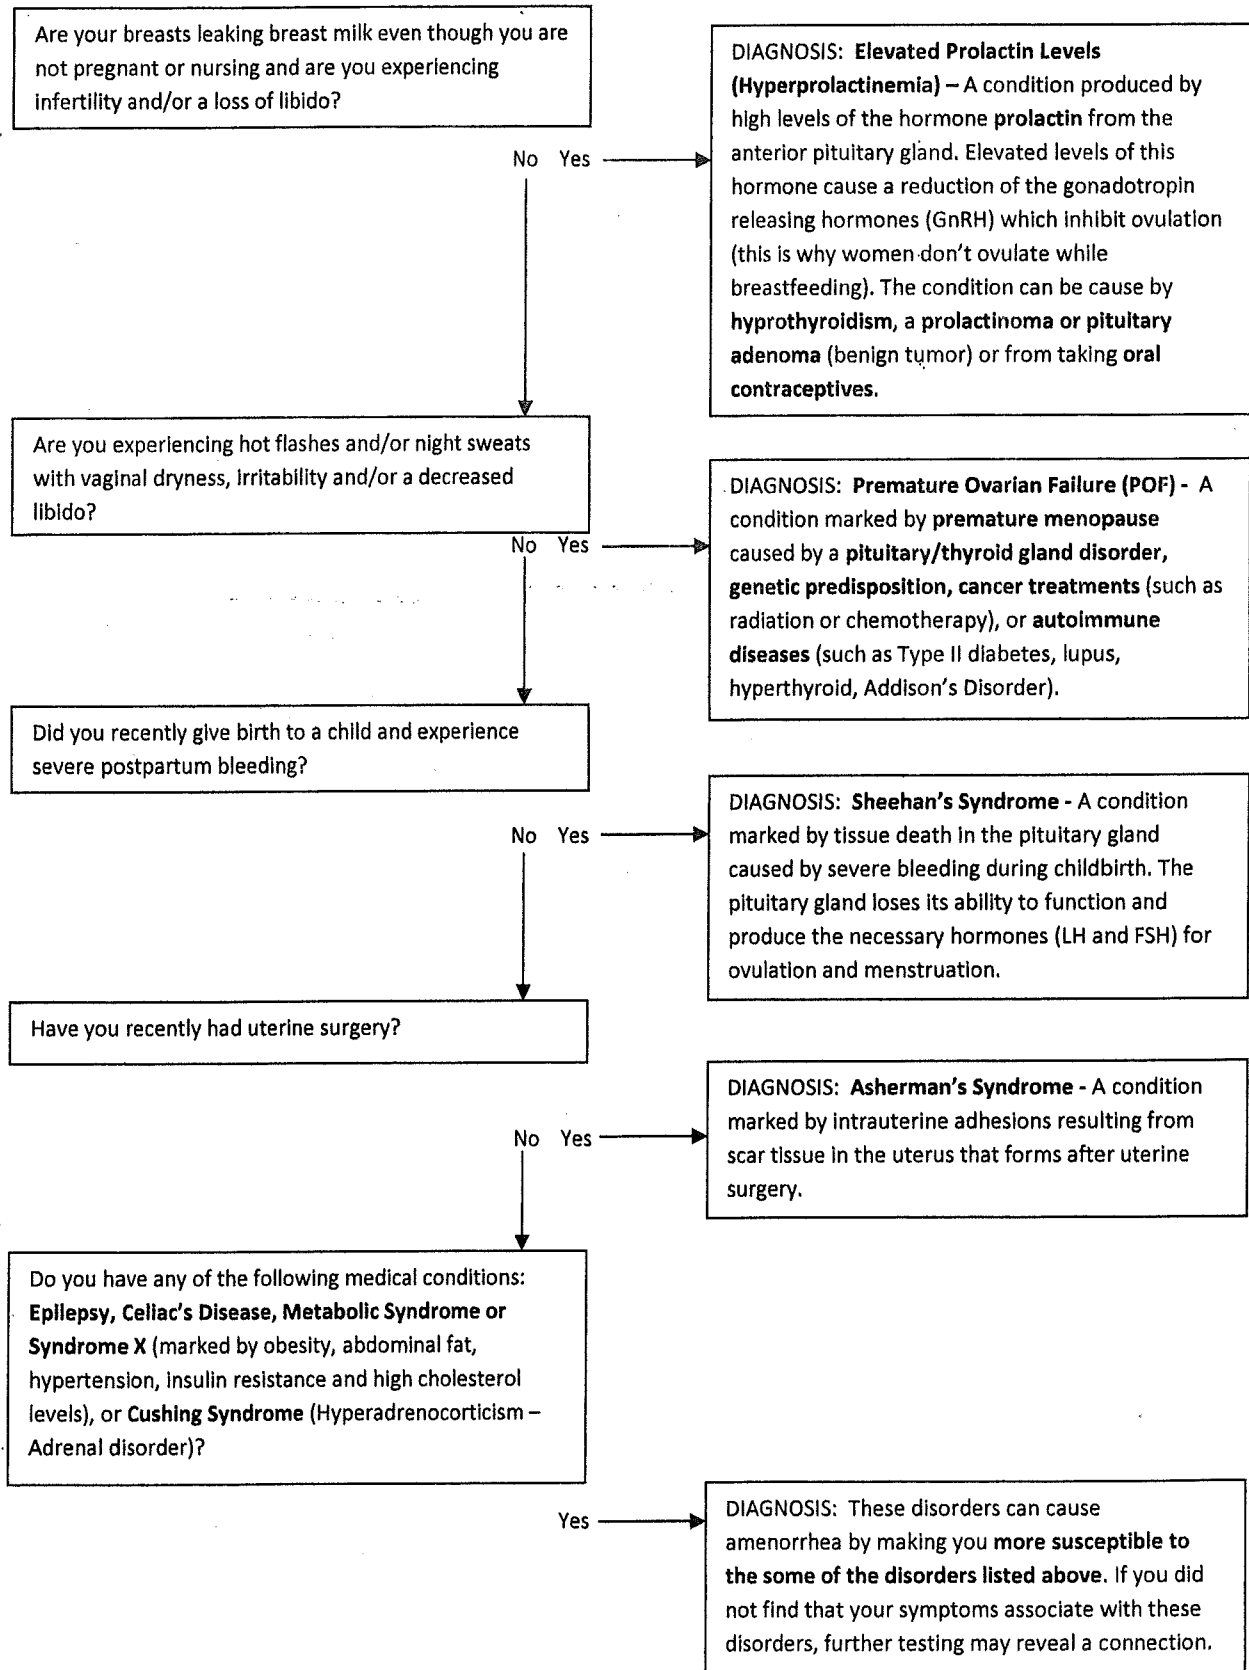 Are your breasts leaking breast milk even though you are
not pregnant or nursing and are you experiencing
infertility and/or a loss of libido?
DIAGNOSIS: Elevated Prolactin Levels
(Hyperprolactinemia) – A condition produced by
high levels of the hormone prolactin from the
anterior pituitary gland. Elevated levels of this
hormone cause a reduction of the gonadotropin
releasing hormones (GnRH) which inhibit ovulation
(this is why women don't ovulate while
breastfeeding). The condition can be cause by
hyprothyroidism, a prolactinoma or pituitary
adenoma (benign tumor) or from taking oral
contraceptives.
No Yes
Are you experiencing hot flashes and/or night sweats
with vaginal dryness, irritability and/or a decreased
libido?
DIAGNOSIS: Premature Ovarian Failure (POF) - A
condition marked by premature menopause
caused by a pituitary/thyroid gland disorder,
genetic predisposition, cancer treatments (such as
radiation or chemotherapy), or autoimmune
diseases (such as Type II diabetes, lupus,
hyperthyroid, Addison's Disorder).
No Yes
Did you recently give birth to a child and experience
severe postpartum bleeding?
DIAGNOSIS: Sheehan's Syndrome - A condition
marked by tissue death in the pituitary gland
caused by severe bleeding during childbirth. The
pituitary gland loses its ability to function and
produce the necessary hormones (LH and FSH) for
ovulation and menstruation.
No Yes
Have you recently had uterine surgery?
DIAGNOSIS: Asherman's Syndrome - A condition
marked by intrauterine adhesions resulting from
scar tissue in the uterus that forms after uterine
surgery.
No Yes
Do you have any of the following medical conditions:
Epilepsy, Celiac's Disease, Metabolic Syndrome or
Syndrome X (marked by obesity, abdominal fat,
hypertension, insulin resistance and high cholesterol
levels), or Cushing Syndrome (Hyperadrenocorticism –
Adrenal disorder)?
Yes
DIAGNOSIS: These disorders can cause
amenorrhea by making you more susceptible to
the some of the disorders listed above. If you did
not find that your symptoms associate with these
disorders, further testing may reveal a connection.